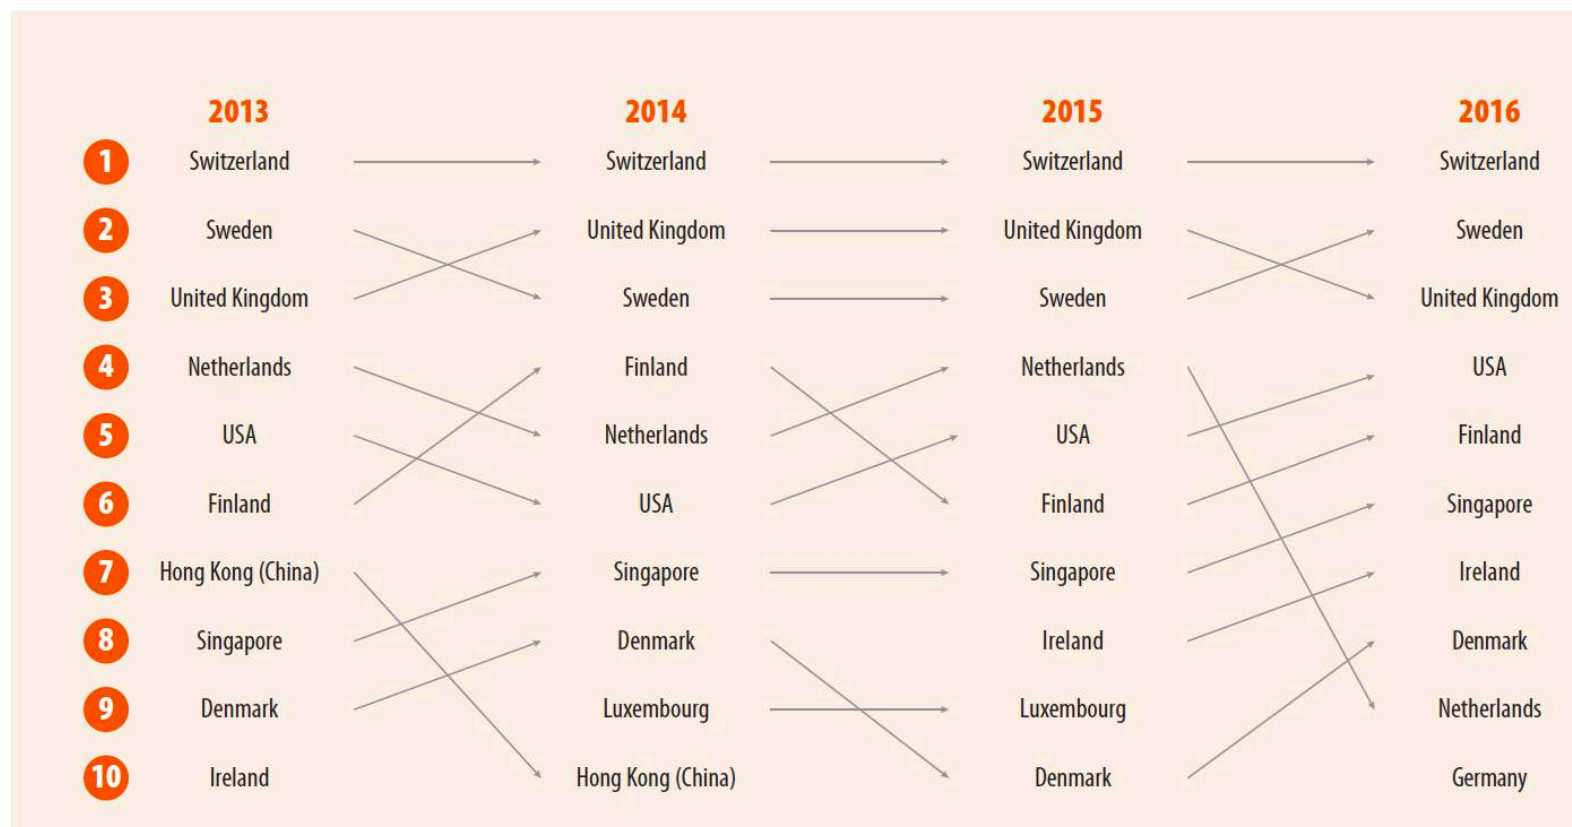 2013 2014 2015 2016
1 Switzerland Switzerland Switzerland Switzerland
2 Sweden United Kingdom United Kingdom Sweden
3 United Kingdom Sweden Sweden United Kingdom
4 Netherlands Finland Netherlands USA
5 USA Netherlands USA Finland
6 Finland USA Finland Singapore
7 Hong Kong (China) Singapore Singapore Ireland
8 Singapore Denmark Ireland Denmark
9 Denmark Luxembourg Luxembourg Netherlands
10 Ireland Hong Kong (China) Denmark Germany